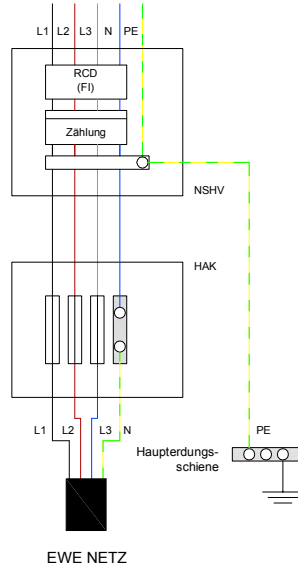 L1 L2 L3 N PE
RCD
(FI)
Zählung
NSHV
HAK
L1 L2 L3 N
PE
Haupterdungs-
schiene
EWE NETZ